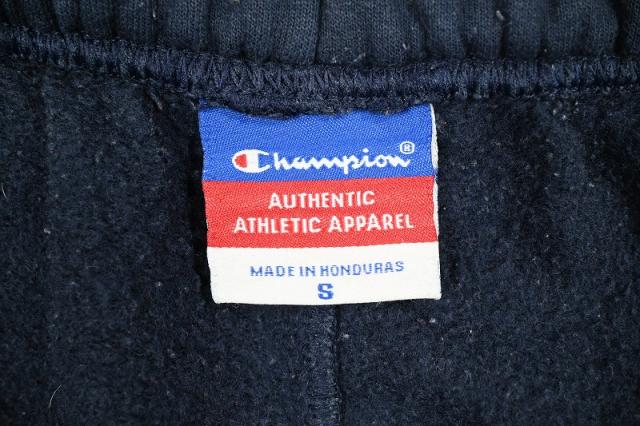 Champion®
AUTHENTIC
ATHLETIC APPAREL
MADE IN HONDURAS
S